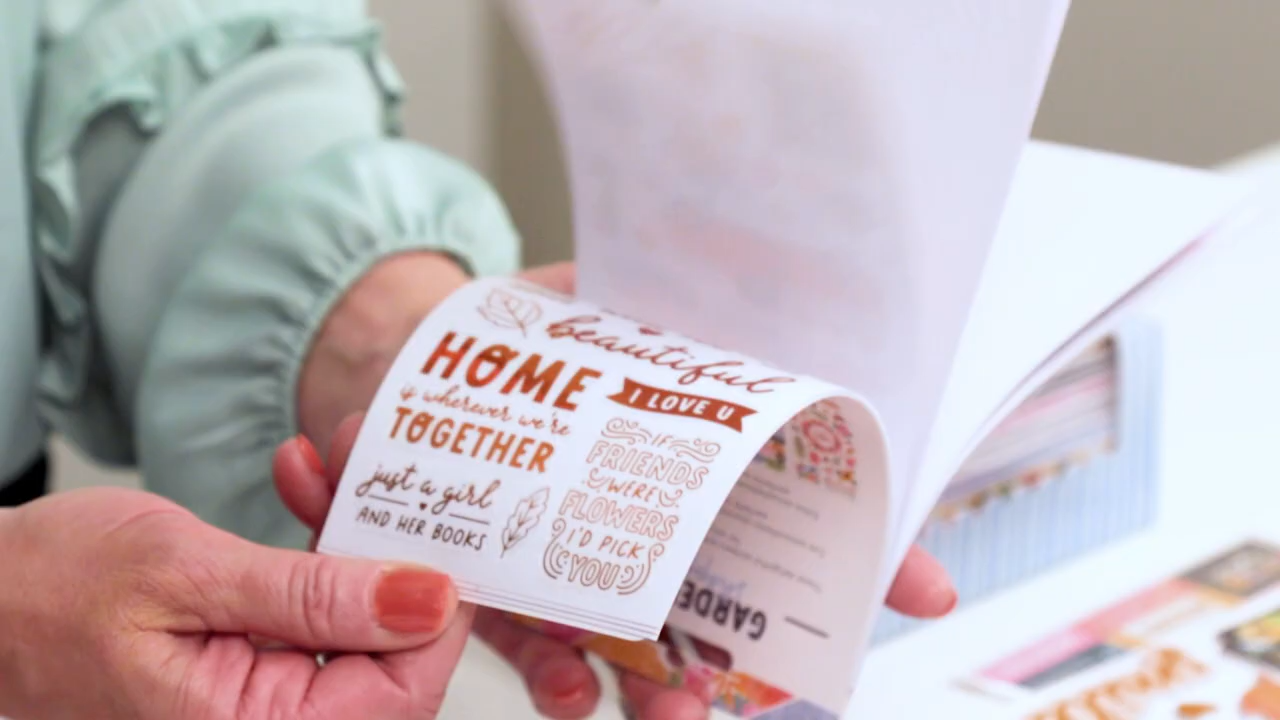 beautiful
HOME
is wherever we're
TOGETHER
I LOVE U
just a girl
AND HER BOOKS
IF
FRIENDS
WERE
FLOWERS
I'D PICK
YOU